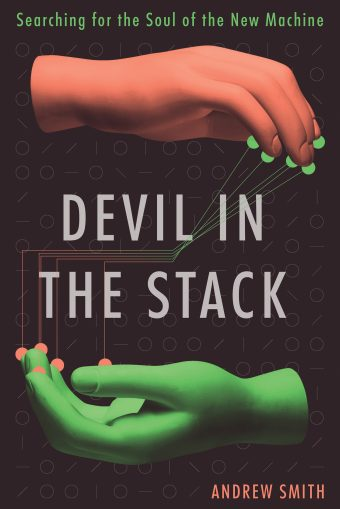 Searching for the Soul of the New Machine
DEVIL IN
THE STACK
ANDREW SMITH